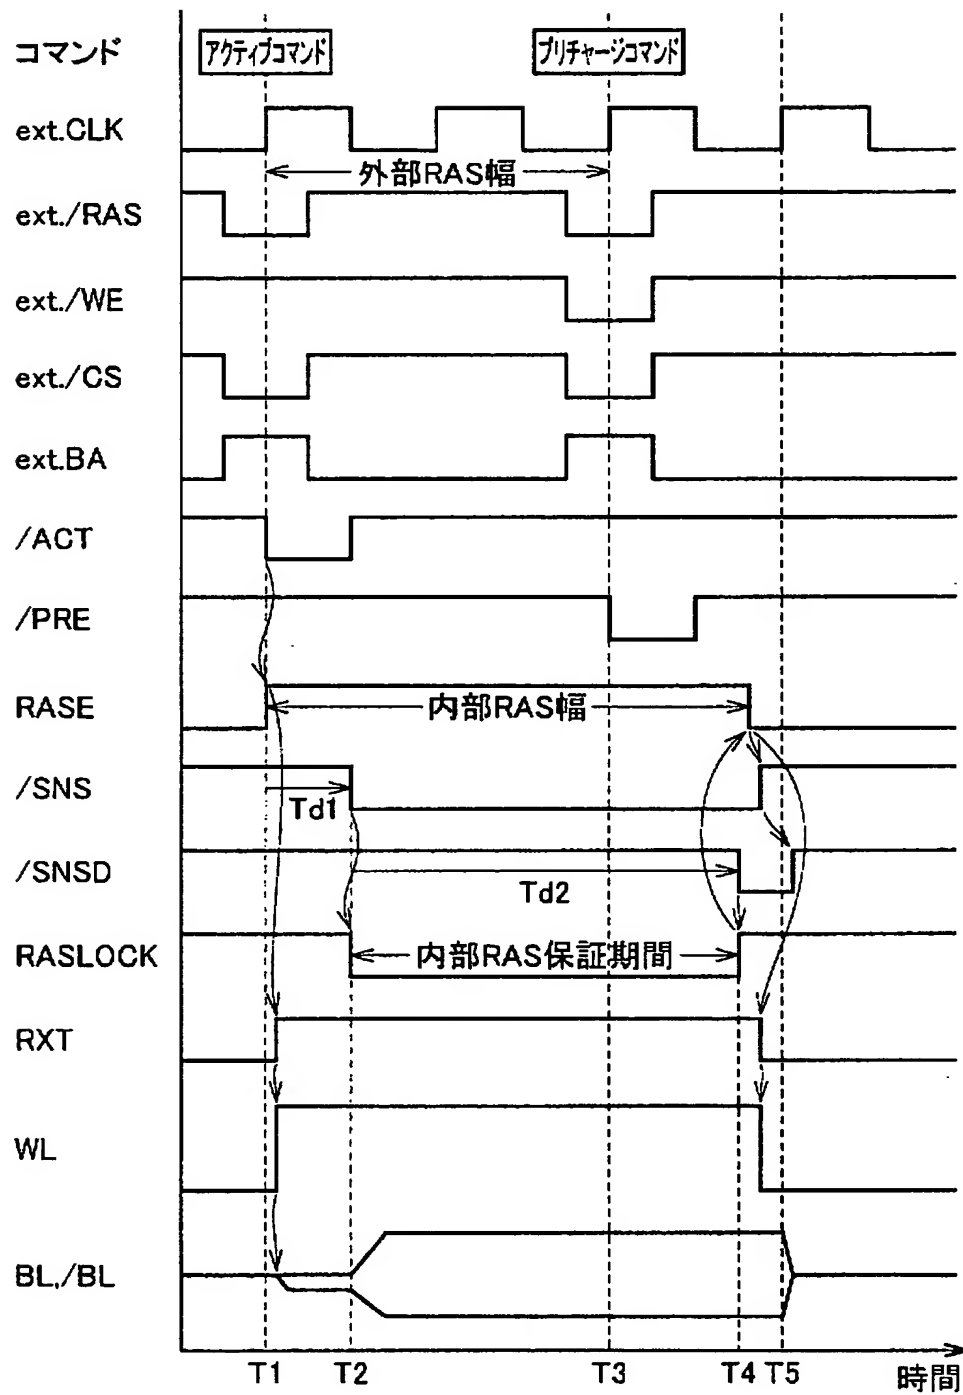 コマンド アクティブコマンド プリチャージコマンド
ext.CLK
外部RAS幅
ext./RAS
ext./WE
ext./CS
ext.BA
/ACT
/PRE
RASE 内部RAS幅
/SNS
Td1
/SNSD
Td2
RASLOCK 内部RAS保証期間
RXT
WL
BL,/BL
T1 T2 T3 T4 T5 時間